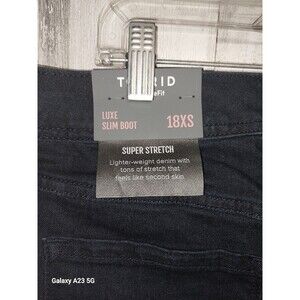 LUXE
SLIM BOOT
18XS
SUPER STRETCH
Lighter-weight denim with
tons of stretch that
feels like second skin.
Galaxy A23 5G